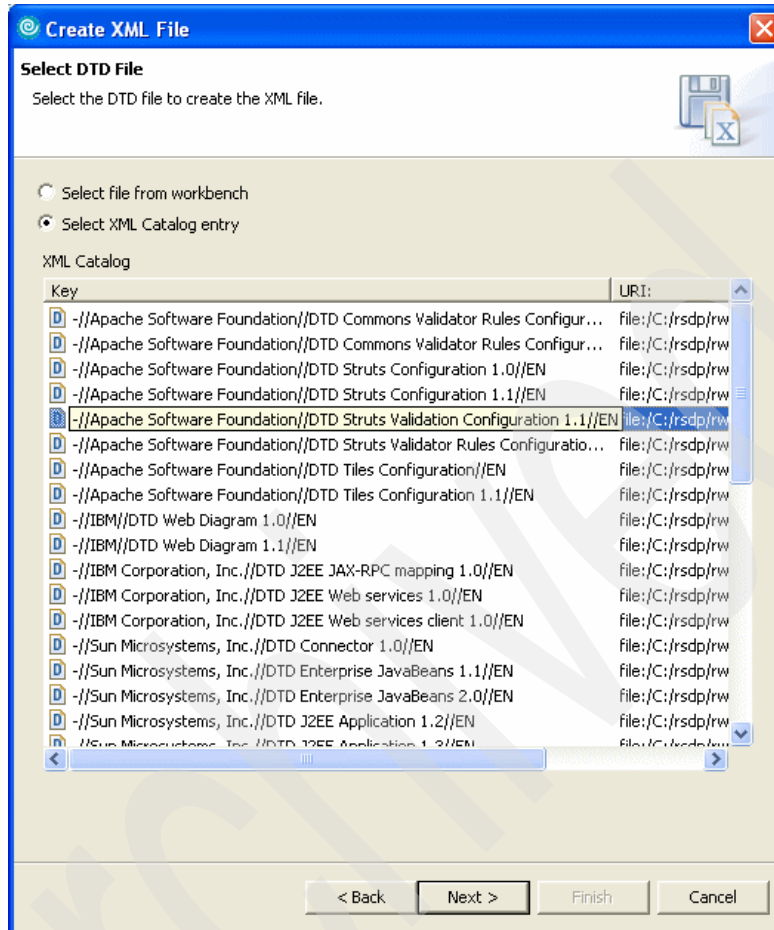 Create XML File
Select DTD File
Select the DTD file to create the XML file.
Select file from workbench
Select XML Catalog entry
XML Catalog
Key URI:
-//Apache Software Foundation//DTD Commons Validator Rules Configur... file:/C:/rsdp/rw
-//Apache Software Foundation//DTD Commons Validator Rules Configur... file:/C:/rsdp/rw
-//Apache Software Foundation//DTD Struts Configuration 1.0//EN file:/C:/rsdp/rw
-//Apache Software Foundation//DTD Struts Configuration 1.1//EN file:/C:/rsdp/rw
-//Apache Software Foundation//DTD Struts Validation Configuration 1.1//EN file:/C:/rsdp/rw
-//Apache Software Foundation//DTD Struts Validator Rules Configuratio... file:/C:/rsdp/rw
-//Apache Software Foundation//DTD Tiles Configuration//EN file:/C:/rsdp/rw
-//Apache Software Foundation//DTD Tiles Configuration 1.1//EN file:/C:/rsdp/rw
-//IBM//DTD Web Diagram 1.0//EN file:/C:/rsdp/rw
-//IBM//DTD Web Diagram 1.1//EN file:/C:/rsdp/rw
-//IBM Corporation, Inc.//DTD J2EE JAX-RPC mapping 1.0//EN file:/C:/rsdp/rw
-//IBM Corporation, Inc.//DTD J2EE Web services 1.0//EN file:/C:/rsdp/rw
-//IBM Corporation, Inc.//DTD J2EE Web services client 1.0//EN file:/C:/rsdp/rw
-//Sun Microsystems, Inc.//DTD Connector 1.0//EN file:/C:/rsdp/rw
-//Sun Microsystems, Inc.//DTD Enterprise JavaBeans 1.1//EN file:/C:/rsdp/rw
-//Sun Microsystems, Inc.//DTD Enterprise JavaBeans 2.0//EN file:/C:/rsdp/rw
-//Sun Microsystems, Inc.//DTD J2EE Application 1.2//EN file:/C:/rsdp/rw
-//Sun Microsystems, Inc.//DTD J2EE Application 1.3//EN file:/C:/rsdp/rw
< Back Next > Finish Cancel